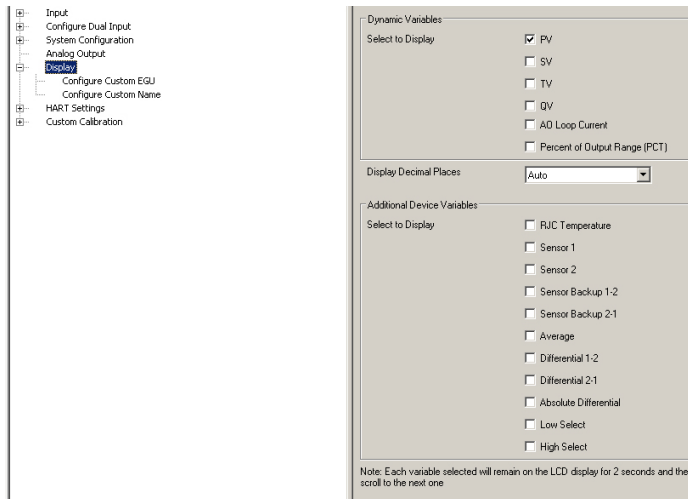 Input
Configure Dual Input
System Configuration
Analog Output
Display
Configure Custom EGU
Configure Custom Name
HART Settings
Custom Calibration
Dynamic Variables
Select to Display
PV
SV
TV
QV
AO Loop Current
Percent of Output Range (PCT)
Display Decimal Places
Auto
Additional Device Variables
Select to Display
RJC Temperature
Sensor 1
Sensor 2
Sensor Backup 1-2
Sensor Backup 2-1
Average
Differential 1-2
Differential 2-1
Absolute Differential
Low Select
High Select
Note: Each variable selected will remain on the LCD display for 2 seconds and the
scroll to the next one